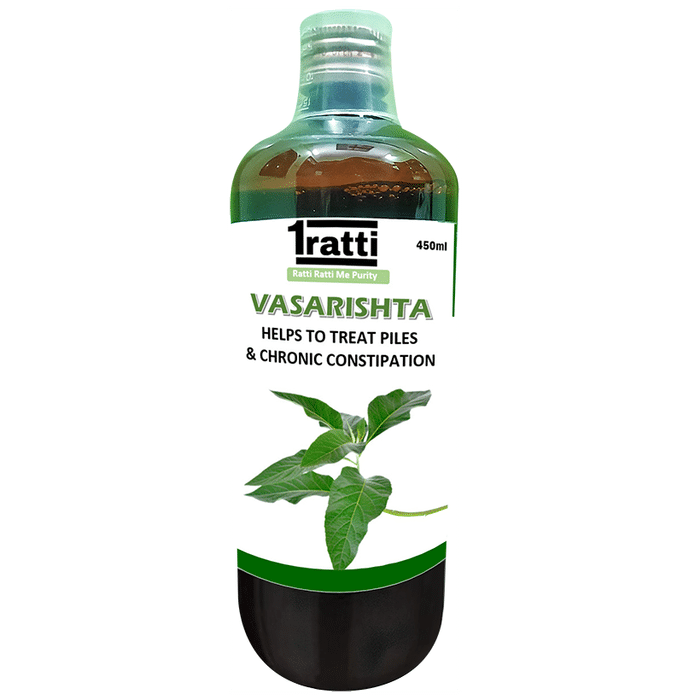 1ratti
450ml
Ratti Ratti Me Purity
VASARISHTA
HELPS TO TREAT PILES
& CHRONIC CONSTIPATION